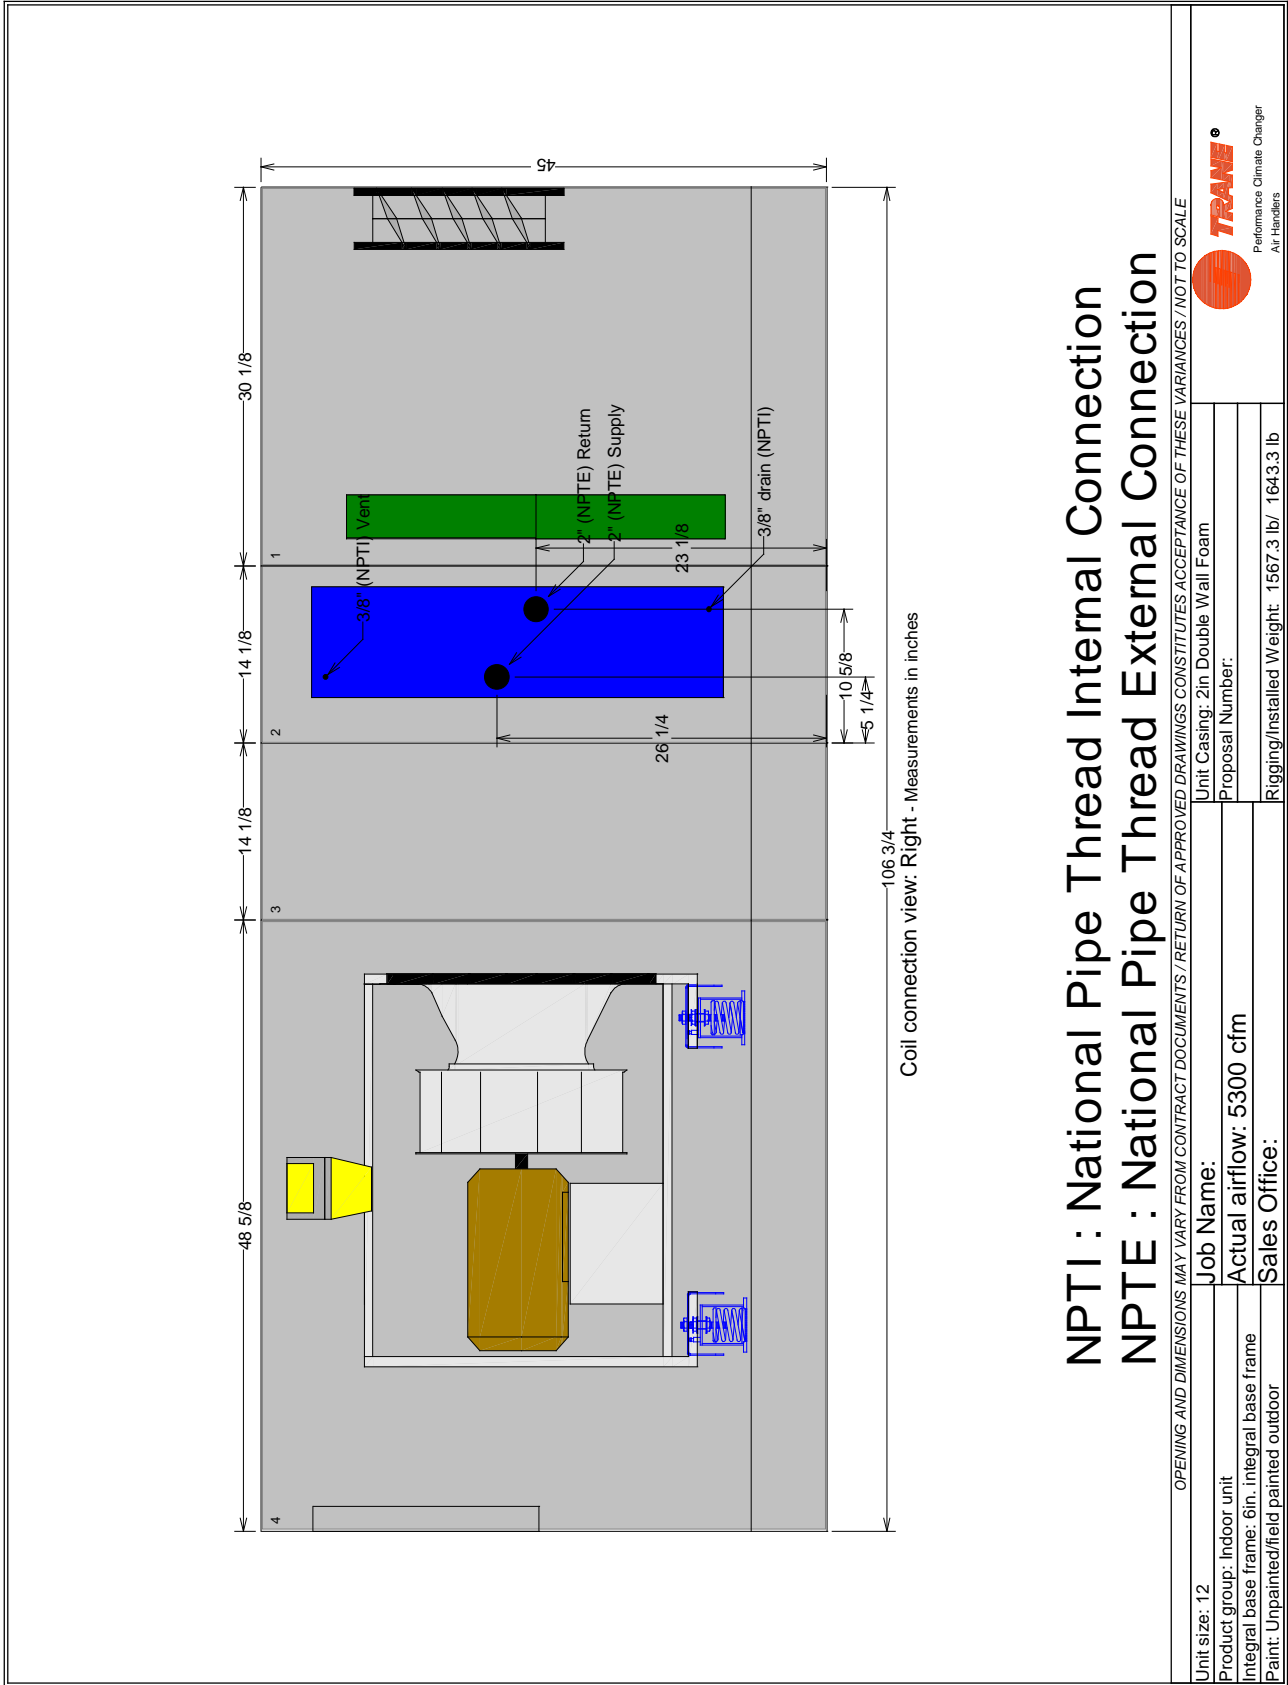 48 5/8
14 1/8
14 1/8
30 1/8
45
4
3
2
1
3/8" (NPTI) Vent
2" (NPTE) Return
2" (NPTE) Supply
3/8" drain (NPTI)
26 1/4
23 1/8
10 5/8
5 1/4
106 3/4
Coil connection view: Right - Measurements in inches
NPTI : National Pipe Thread Internal Connection
NPTE : National Pipe Thread External Connection
OPENING AND DIMENSIONS MAY VARY FROM CONTRACT DOCUMENTS / RETURN OF APPROVED DRAWINGS CONSTITUTES ACCEPTANCE OF THESE VARIANCES / NOT TO SCALE
Unit size: 12
Product group: Indoor unit
Integral base frame: 6in. integral base frame
Paint: Unpainted/field painted outdoor
Job Name:
Actual airflow: 5300 cfm
Sales Office:
Unit Casing: 2in Double Wall Foam
Proposal Number:
Rigging/Installed Weight: 1567.3 lb/ 1643.3 lb
TRANE ®
Performance Climate Changer
Air Handlers